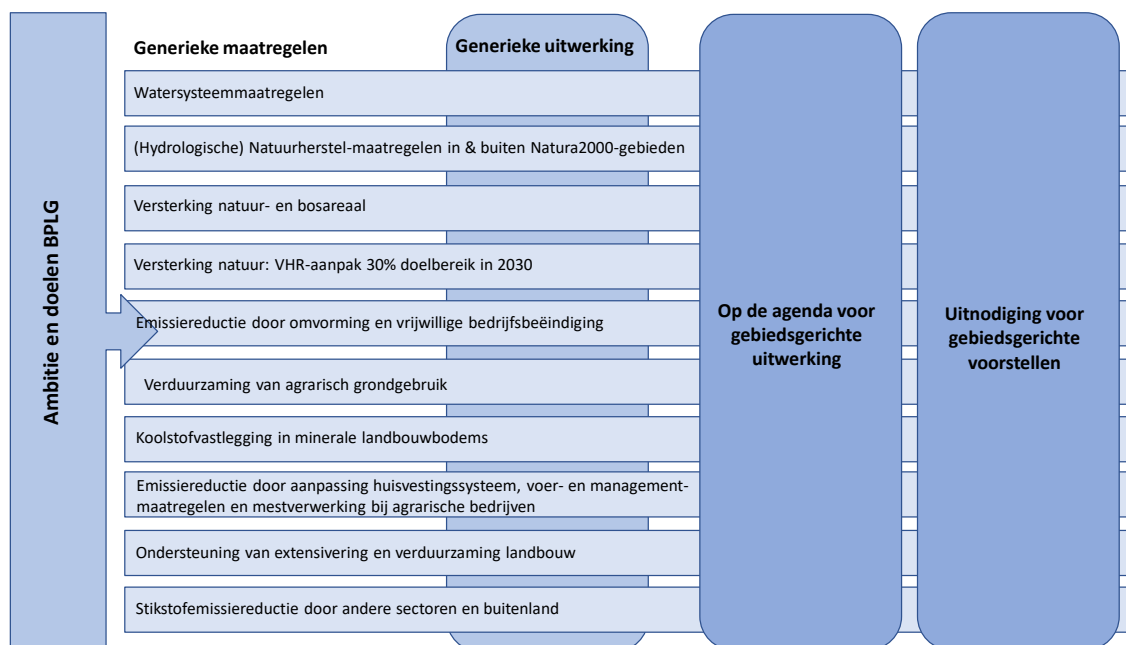 Ambitie en doelen BPLG
Generieke maatregelen
Generieke uitwerking
Watersysteemmaatregelen
(Hydrologische) Natuurherstel-maatregelen in & buiten Natura2000-gebieden
Versterking natuur- en bosareaal
Versterking natuur: VHR-aanpak 30% doelbereik in 2030
Emissiereductie door omvorming en vrijwillige bedrijfsbeëindiging
Verduurzaming van agrarisch grondgebruik
Koolstofvastlegging in minerale landbouwbodems
Emissiereductie door aanpassing huisvestingssysteem, voer- en management-
maatregelen en mestverwerking bij agrarische bedrijven
Ondersteuning van extensivering en verduurzaming landbouw
Stikstofemissiereductie door andere sectoren en buitenland
Op de agenda voor
gebiedsgerichte
uitwerking
Uitnodiging voor
gebiedsgerichte
voorstellen